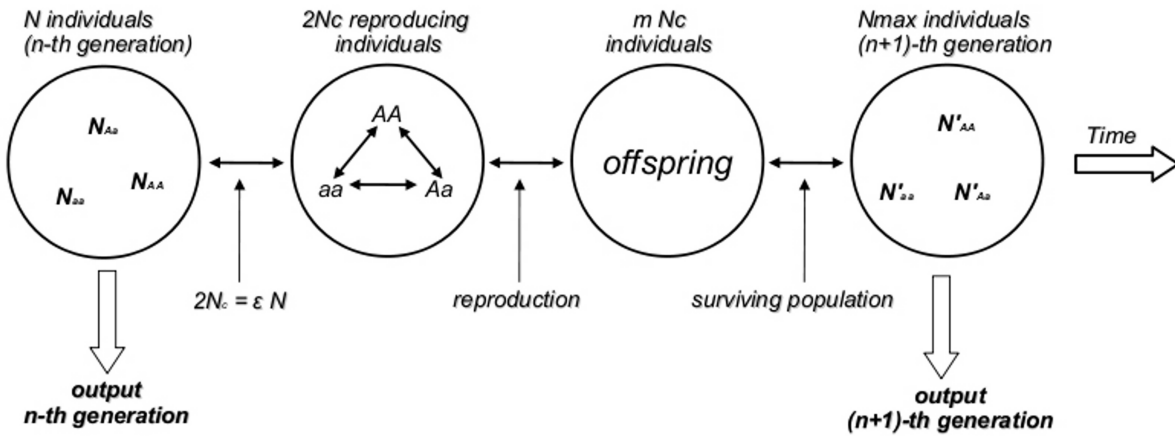 N individuals
(n-th generation)
2Nc reproducing
individuals
m Nc
individuals
Nmax individuals
(n+1)-th generation
NAa
NAA
Naa
AA
aa
Aa
offspring
N'AA
N'aa
N'Aa
Time
2Nc = ε N
reproduction
surviving population
output
n-th generation
output
(n+1)-th generation